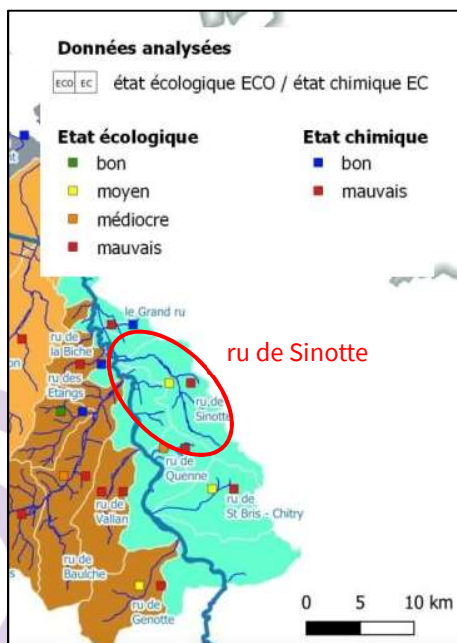 Données analysées
ECO EC état écologique ECO / état chimique EC
Etat écologique
bon
moyen
médiocre
mauvais
Etat chimique
bon
mauvais
le Grand ru
ru de
la Biche
ru de Sinotte
ru des
Etangs
ru de
Sinotte
ru de
Quenne
ru de
Vallan
ru de
St Bris - Chitry
ru de
Baulche
ru de
Genotte
0 5 10 km